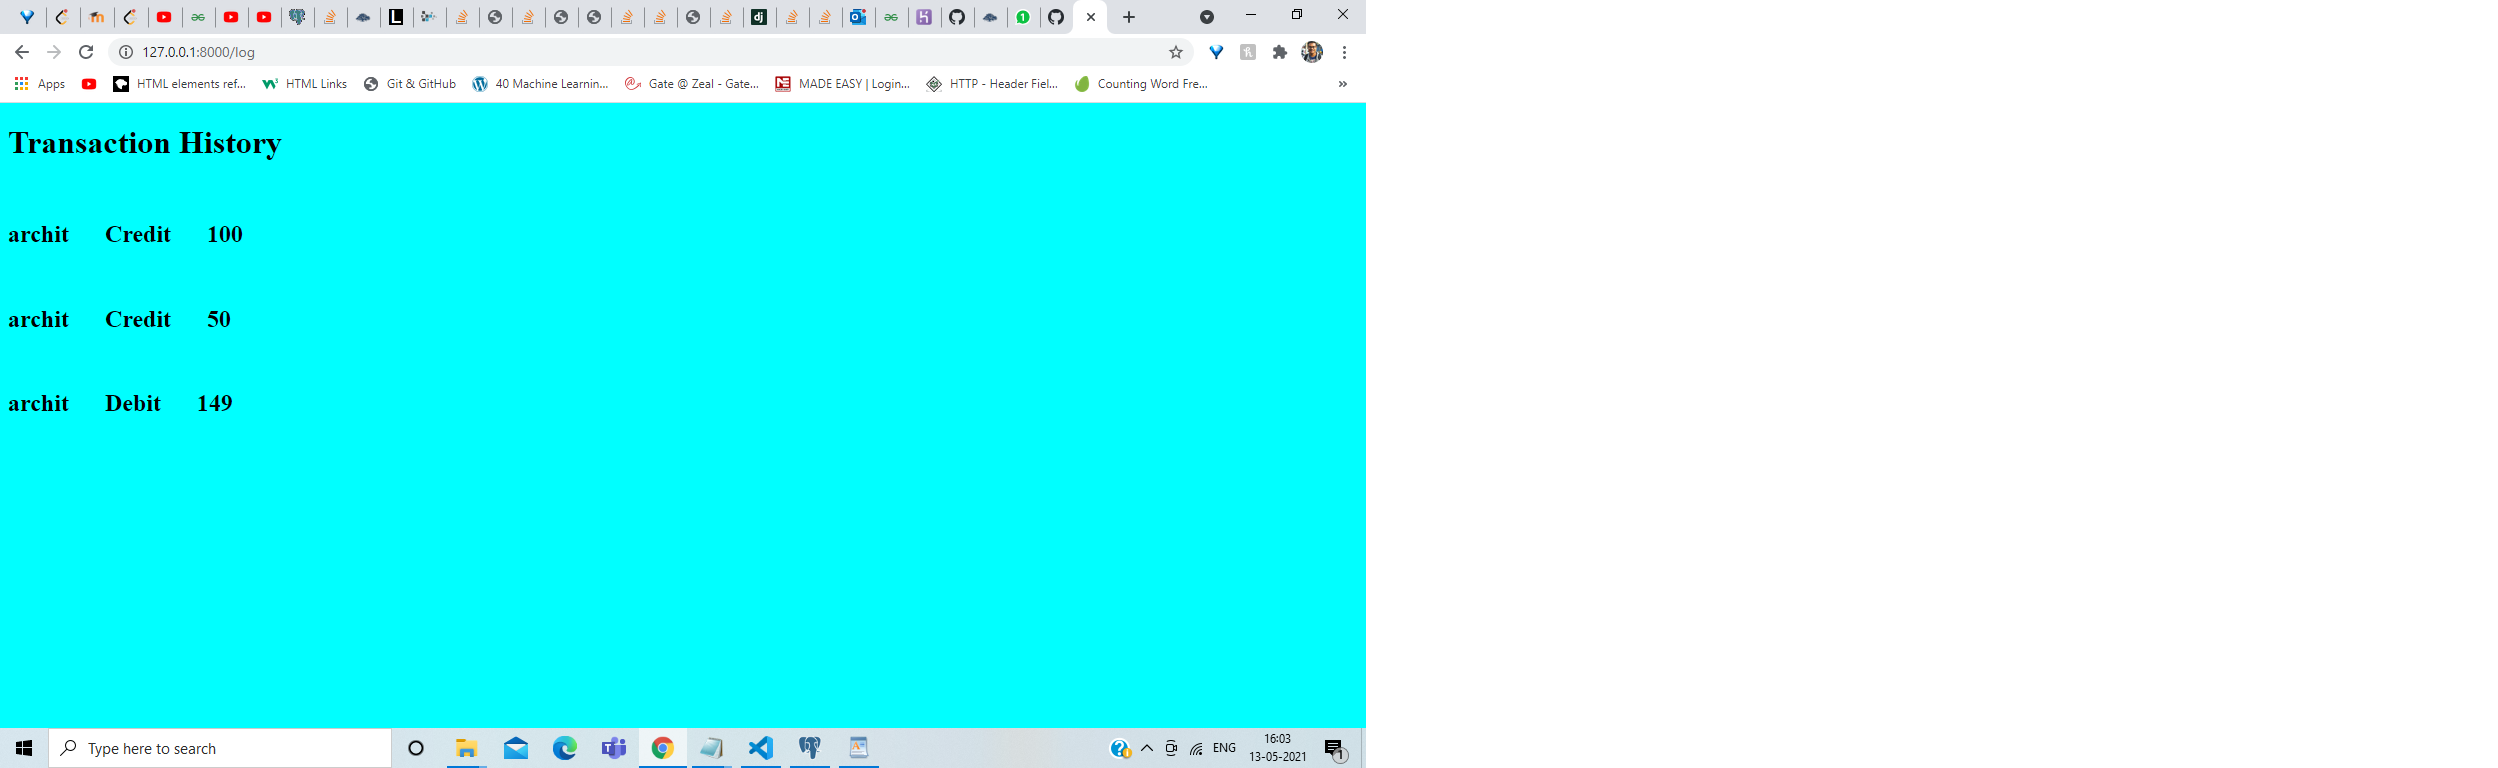 127.0.0.1:8000/log
Apps HTML elements ref... HTML Links Git & GitHub 40 Machine Learnin... Gate @ Zeal - Gate... MADE EASY | Login... HTTP - Header Fiel... Counting Word Fre... »
Transaction History
archit Credit 100
archit Credit 50
archit Debit 149
Type here to search
ENG
16:03
13-05-2021
1